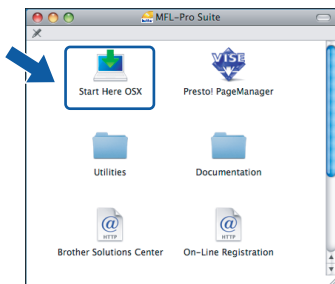 MFL-Pro Suite
VISE
Start Here OSX
Presto! PageManager
Utilities
Documentation
@
HTTP
@
HTTP
Brother Solutions Center
On-Line Registration